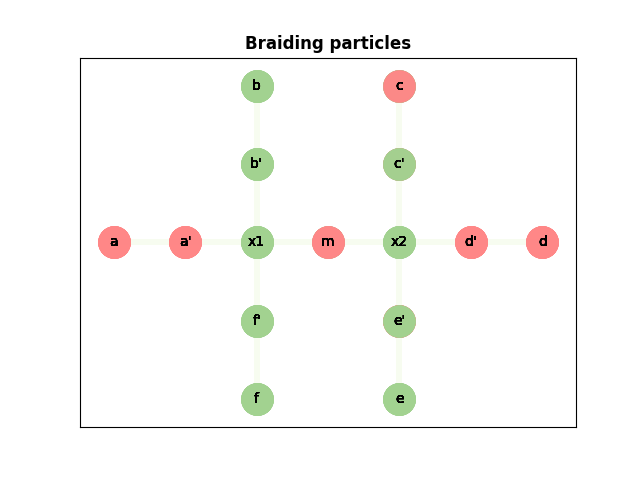 Braiding particles
b c
b' c'
a a' x1 m x2 d' d
f' e'
f e